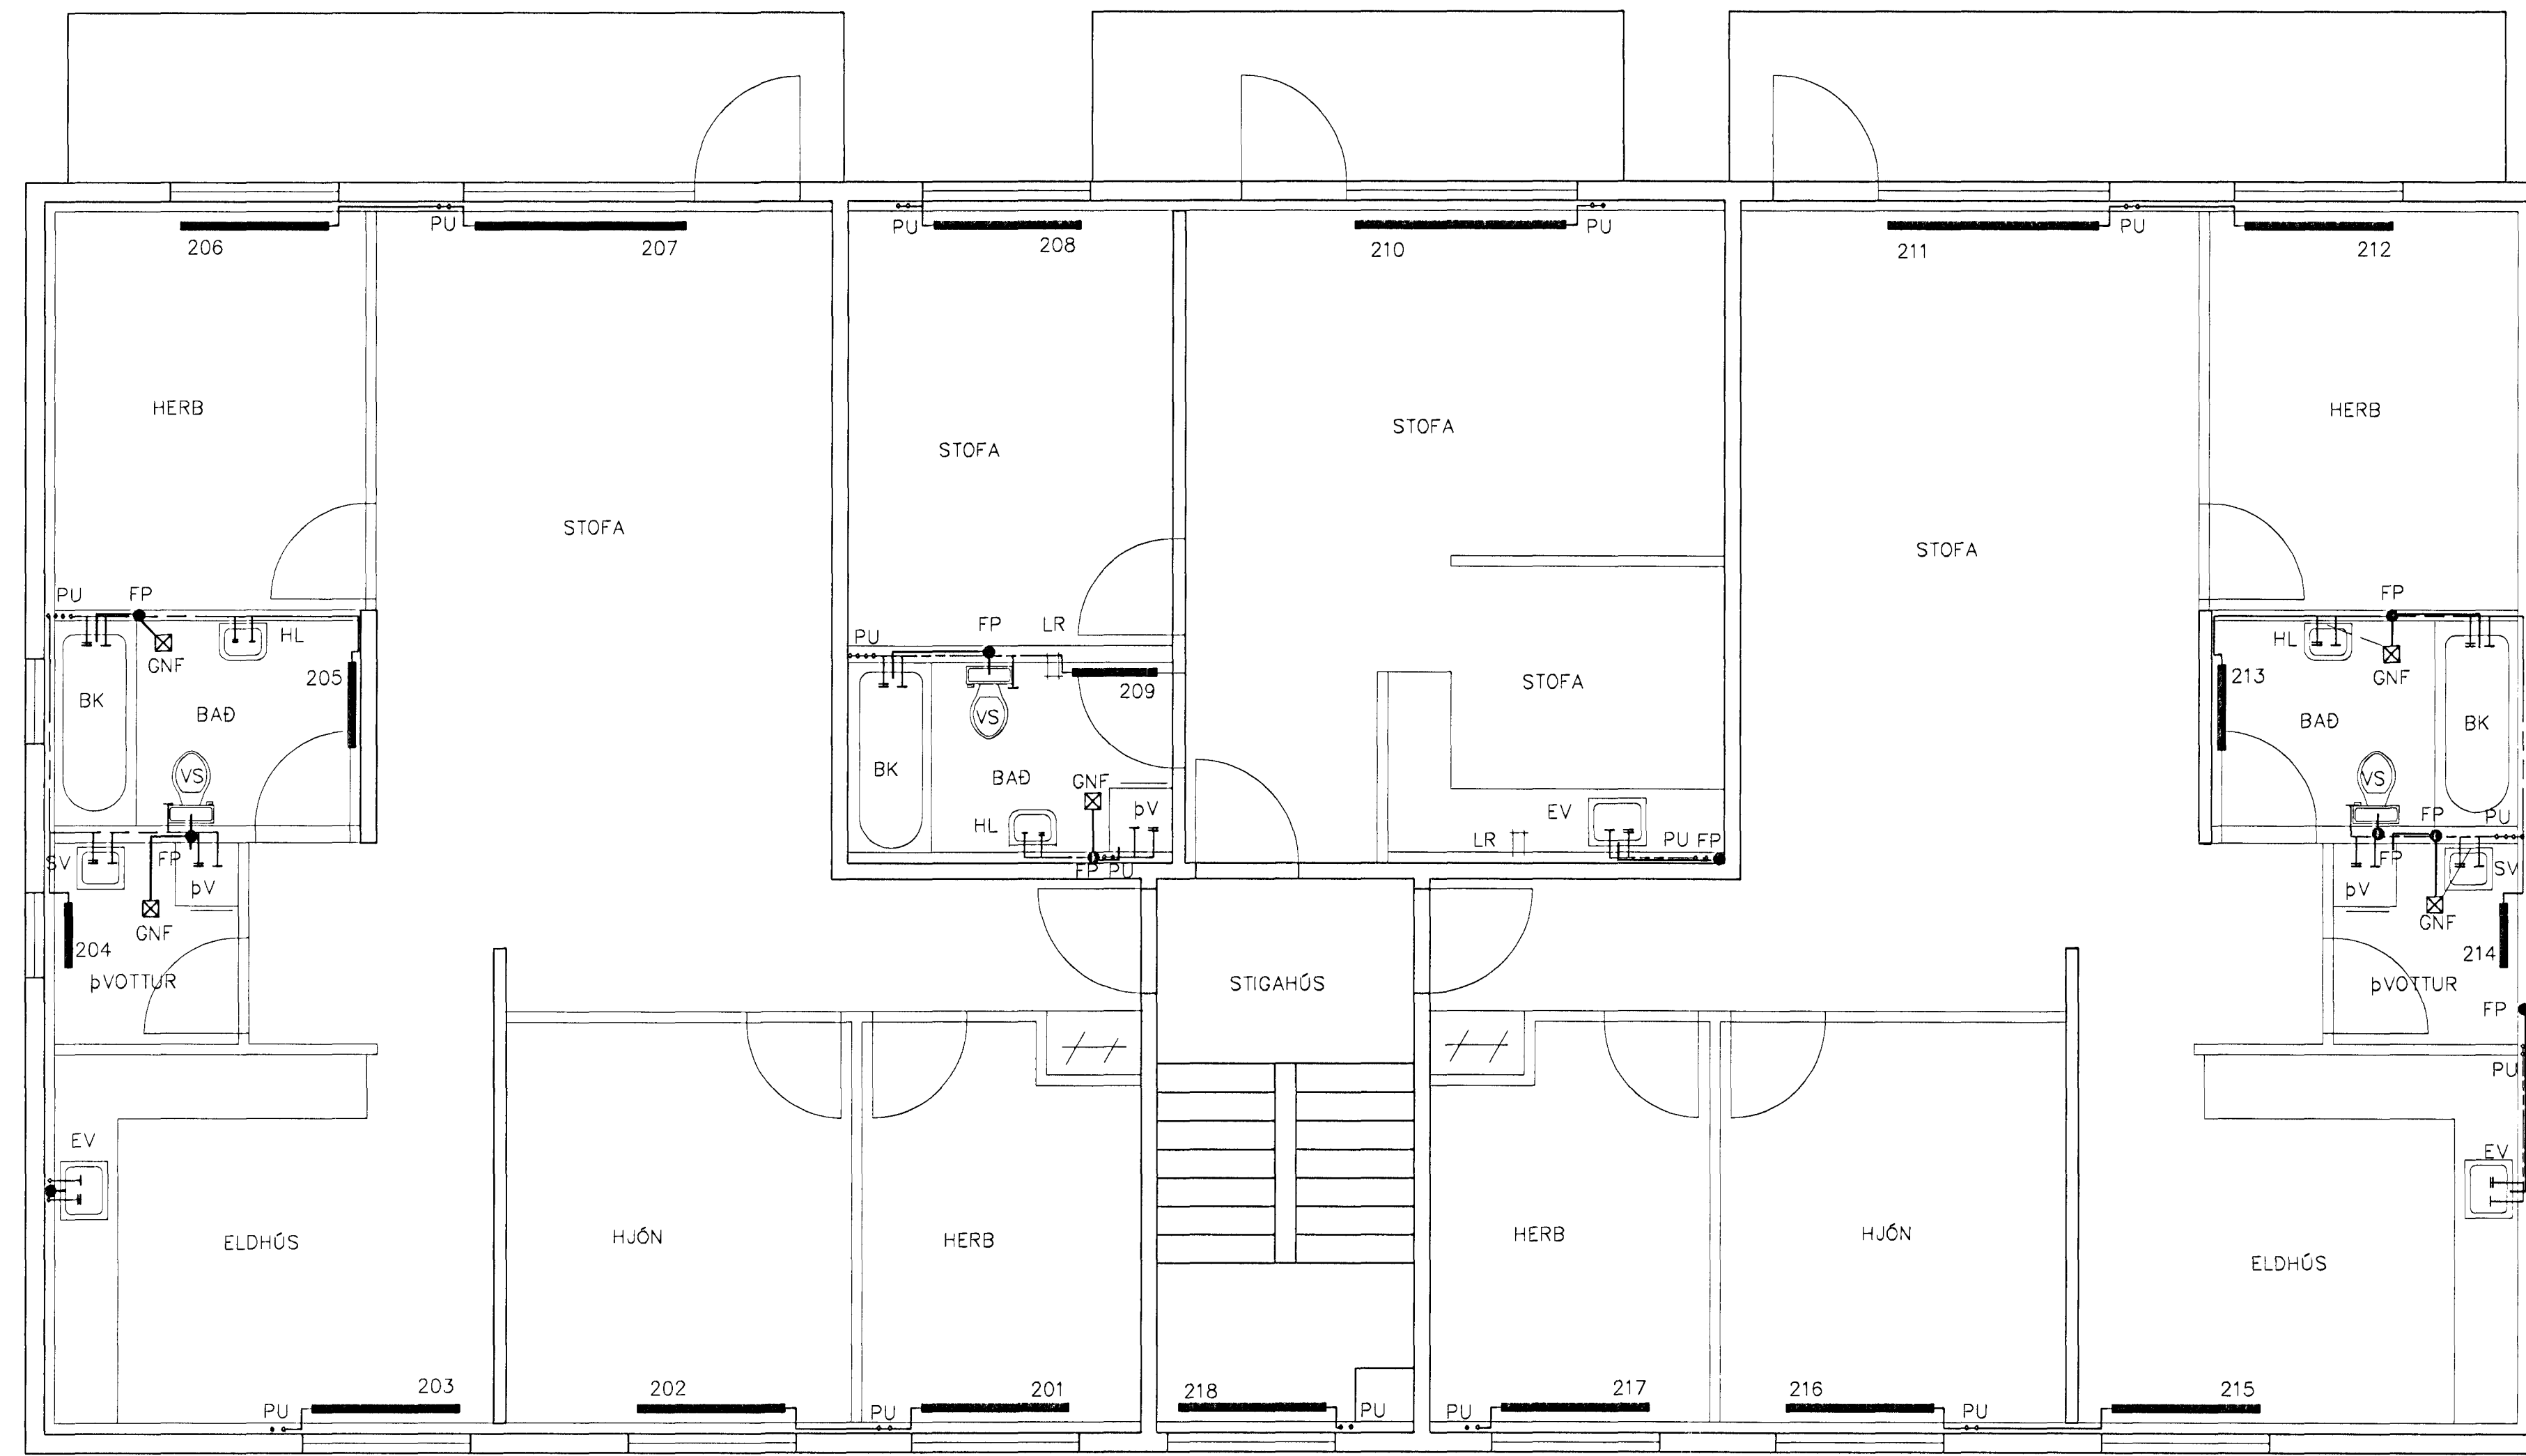 PU
PU
PU
PU
206
207
208
210
211
212
HERB
HERB
STOFA
STOFA
STOFA
STOFA
PU
FP
FP
LR
FP
HL
PU
HL
GNF
GNF
205
209
STOFA
213
BK
BAÐ
VS
BAÐ
BK
VS
BK
BAÐ
GNF
VS
HL
þV
EV
PU
SV
FP
LR
PU
FP
FP
SV
þV
FP
PU
þV
GNF
GNF
204
214
þVOTTUR
STIGAHÚS
þVOTTUR
FP
PU
EV
EV
ELDHÚS
HJÓN
HERB
HERB
HJÓN
ELDHÚS
203
202
201
218
217
216
215
PU
PU
PU
PU
PU